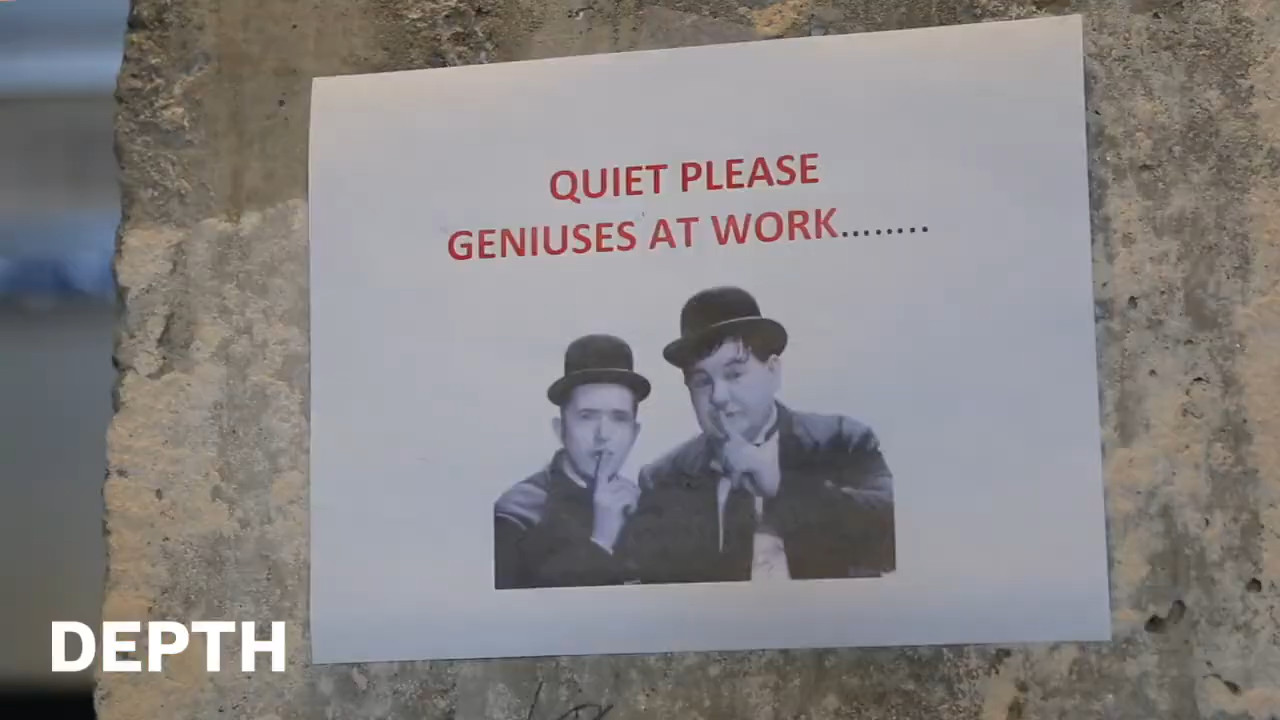 QUIET PLEASE
GENIUSES AT WORK........
DEPTH